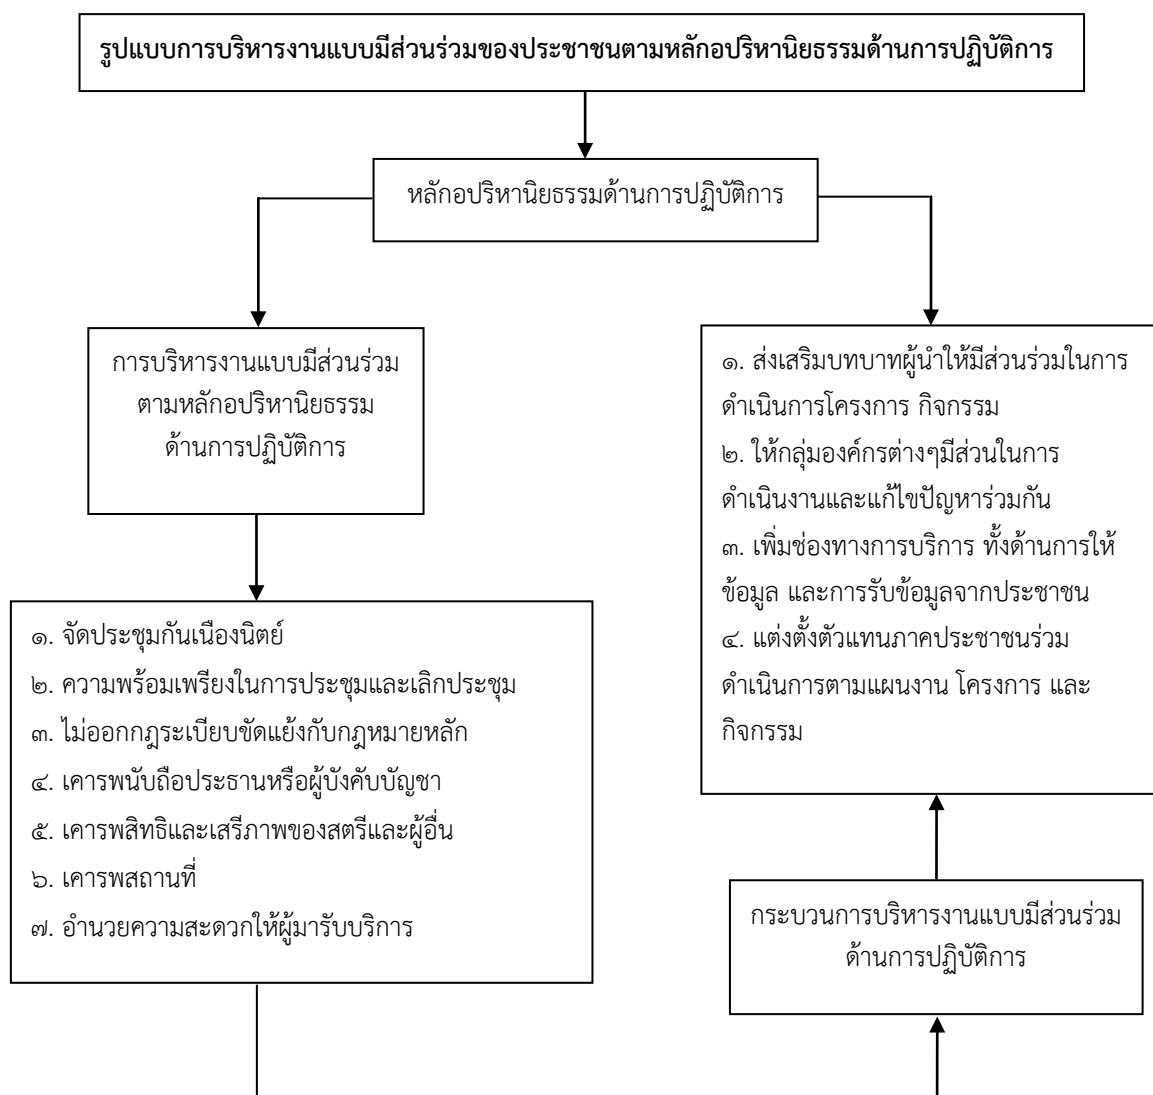 รูปแบบการบริหารงานแบบมีส่วนร่วมของประชาชนตามหลักอปริหานิยธรรมด้านการปฏิบัติการ
หลักอปริหานิยธรรมด้านการปฏิบัติการ
การบริหารงานแบบมีส่วนร่วม
ตามหลักอปริหานิยธรรม
ด้านการปฏิบัติการ
๑. จัดประชุมกันเนืองนิตย์
๒. ความพร้อมเพรียงในการประชุมและเลิกประชุม
๓. ไม่ออกกฎระเบียบขัดแย้งกับกฎหมายหลัก
๔. เคารพนับถือประธานหรือผู้บังคับบัญชา
๕. เคารพสิทธิและเสรีภาพของสตรีและผู้อื่น
๖. เคารพสถานที่
๗. อำนวยความสะดวกให้ผู้มารับบริการ
๑. ส่งเสริมบทบาทผู้นำให้มีส่วนร่วมในการ
ดำเนินการโครงการ กิจกรรม
๒. ให้กลุ่มองค์กรต่างๆมีส่วนในการ
ดำเนินงานและแก้ไขปัญหาร่วมกัน
๓. เพิ่มช่องทางการบริการ ทั้งด้านการให้
ข้อมูล และการรับข้อมูลจากประชาชน
๔. แต่งตั้งตัวแทนภาคประชาชนร่วม
ดำเนินการตามแผนงาน โครงการ และ
กิจกรรม
กระบวนการบริหารงานแบบมีส่วนร่วม
ด้านการปฏิบัติการ